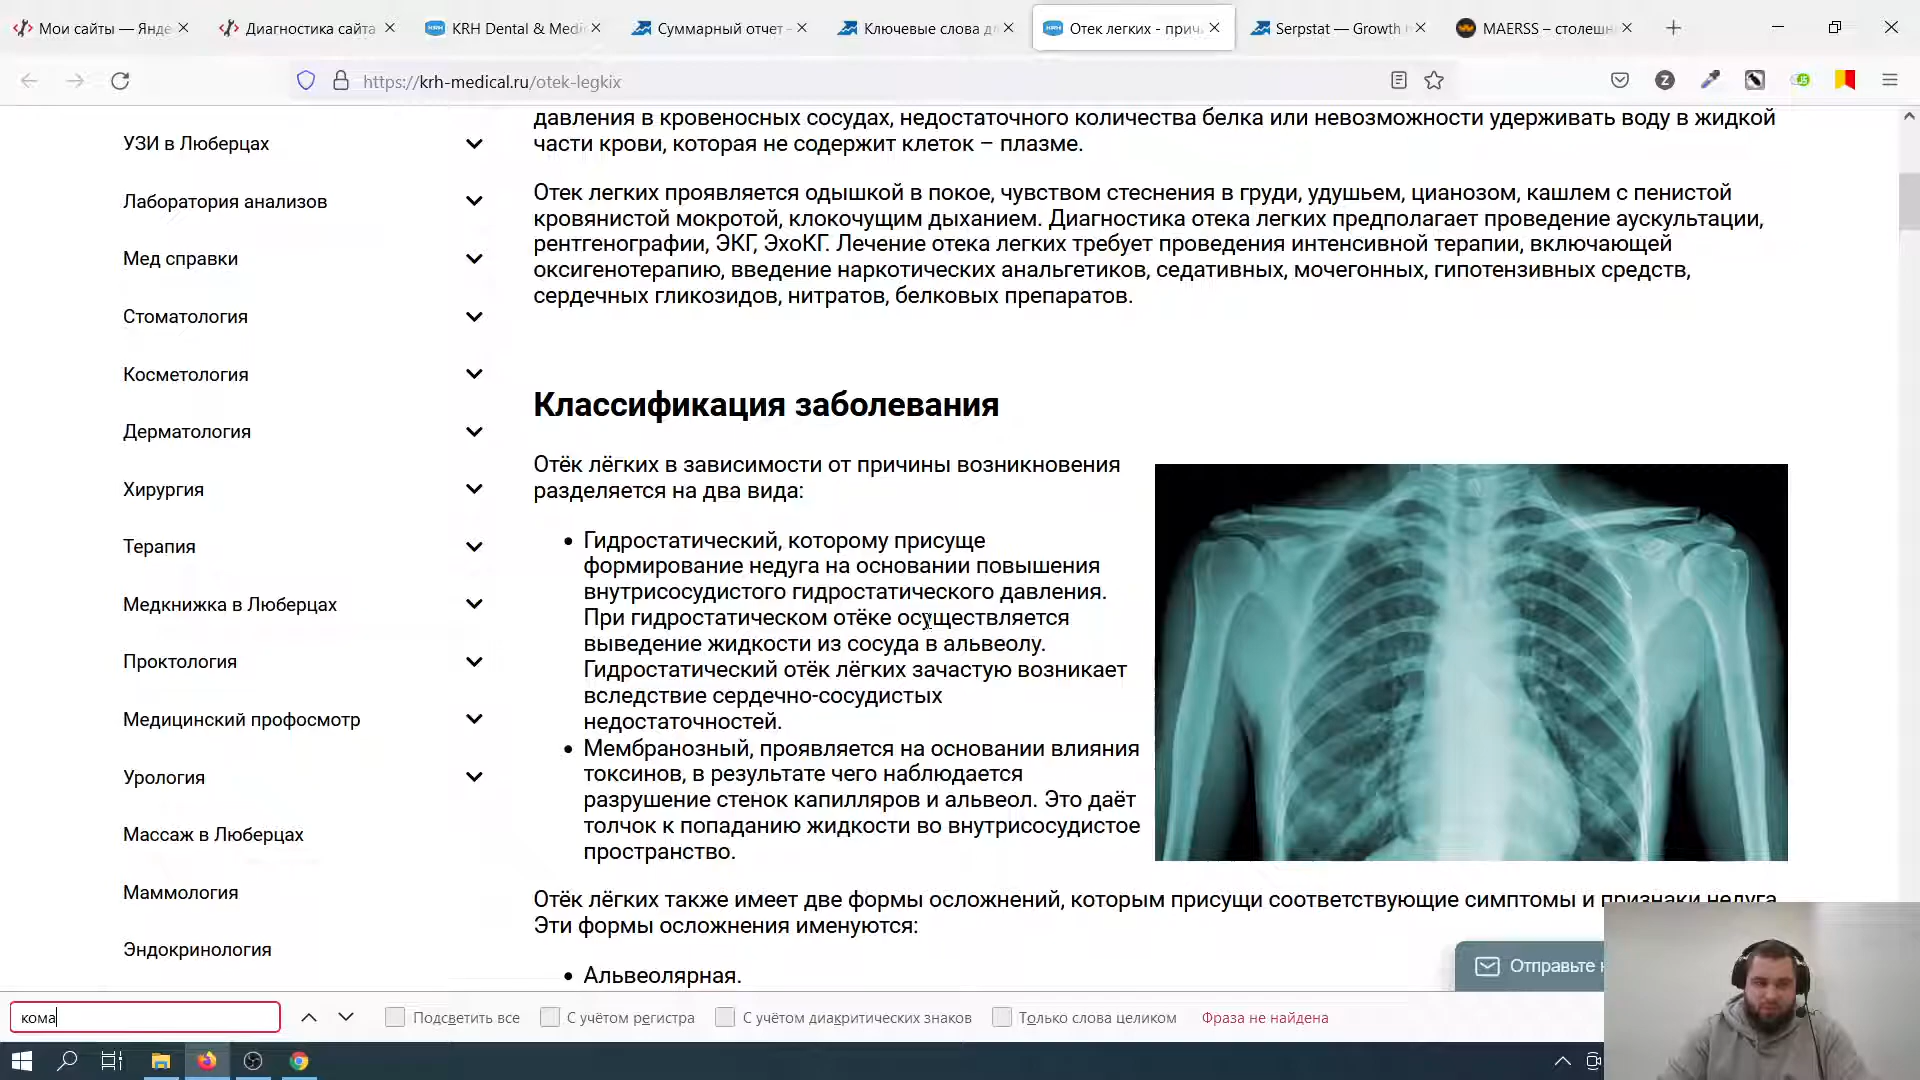 Мои сайты — Янде
Диагностика сайта
KRH Dental & Medi
Суммарный отчет -
Ключевые слова д
Отек легких - прич
Serpstat — Growth
MAERSS – столешн
https://krh-medical.ru/otek-legkix
УЗИ в Люберцах
Лаборатория анализов
Мед справки
Стоматология
Косметология
Дерматология
Хирургия
Терапия
Медкнижка в Люберцах
Проктология
Медицинский профосмотр
Урология
Массаж в Люберцах
Маммология
Эндокринология
давления в кровеносных сосудах, недостаточного количества белка или невозможности удерживать воду в жидкой
части крови, которая не содержит клеток – плазме.
Отек легких проявляется одышкой в покое, чувством стеснения в груди, удушьем, цианозом, кашлем с пенистой
кровянистой мокротой, клокочущим дыханием. Диагностика отека легких предполагает проведение аускультации,
рентгенографии, ЭКГ, ЭхоКГ. Лечение отека легких требует проведения интенсивной терапии, включающей
оксигенотерапию, введение наркотических анальгетиков, седативных, мочегонных, гипотензивных средств,
сердечных гликозидов, нитратов, белковых препаратов.
Классификация заболевания
Отёк лёгких в зависимости от причины возникновения
разделяется на два вида:
Гидростатический, которому присуще
формирование недуга на основании повышения
внутрисосудистого гидростатического давления.
При гидростатическом отёке осуществляется
выведение жидкости из сосуда в альвеолу.
Гидростатический отёк лёгких зачастую возникает
вследствие сердечно-сосудистых
недостаточностей.
Мембранозный, проявляется на основании влияния
токсинов, в результате чего наблюдается
разрушение стенок капилляров и альвеол. Это даёт
толчок к попаданию жидкости во внутрисосудистое
пространство.
Отёк лёгких также имеет две формы осложнений, которым присущи соответствующие симптомы и признаки недуга
Эти формы осложнения именуются:
Альвеолярная.
Отправьте
кома
Подсветить все
С учётом регистра
С учётом диакритических знаков
Только слова целиком
Фраза не найдена